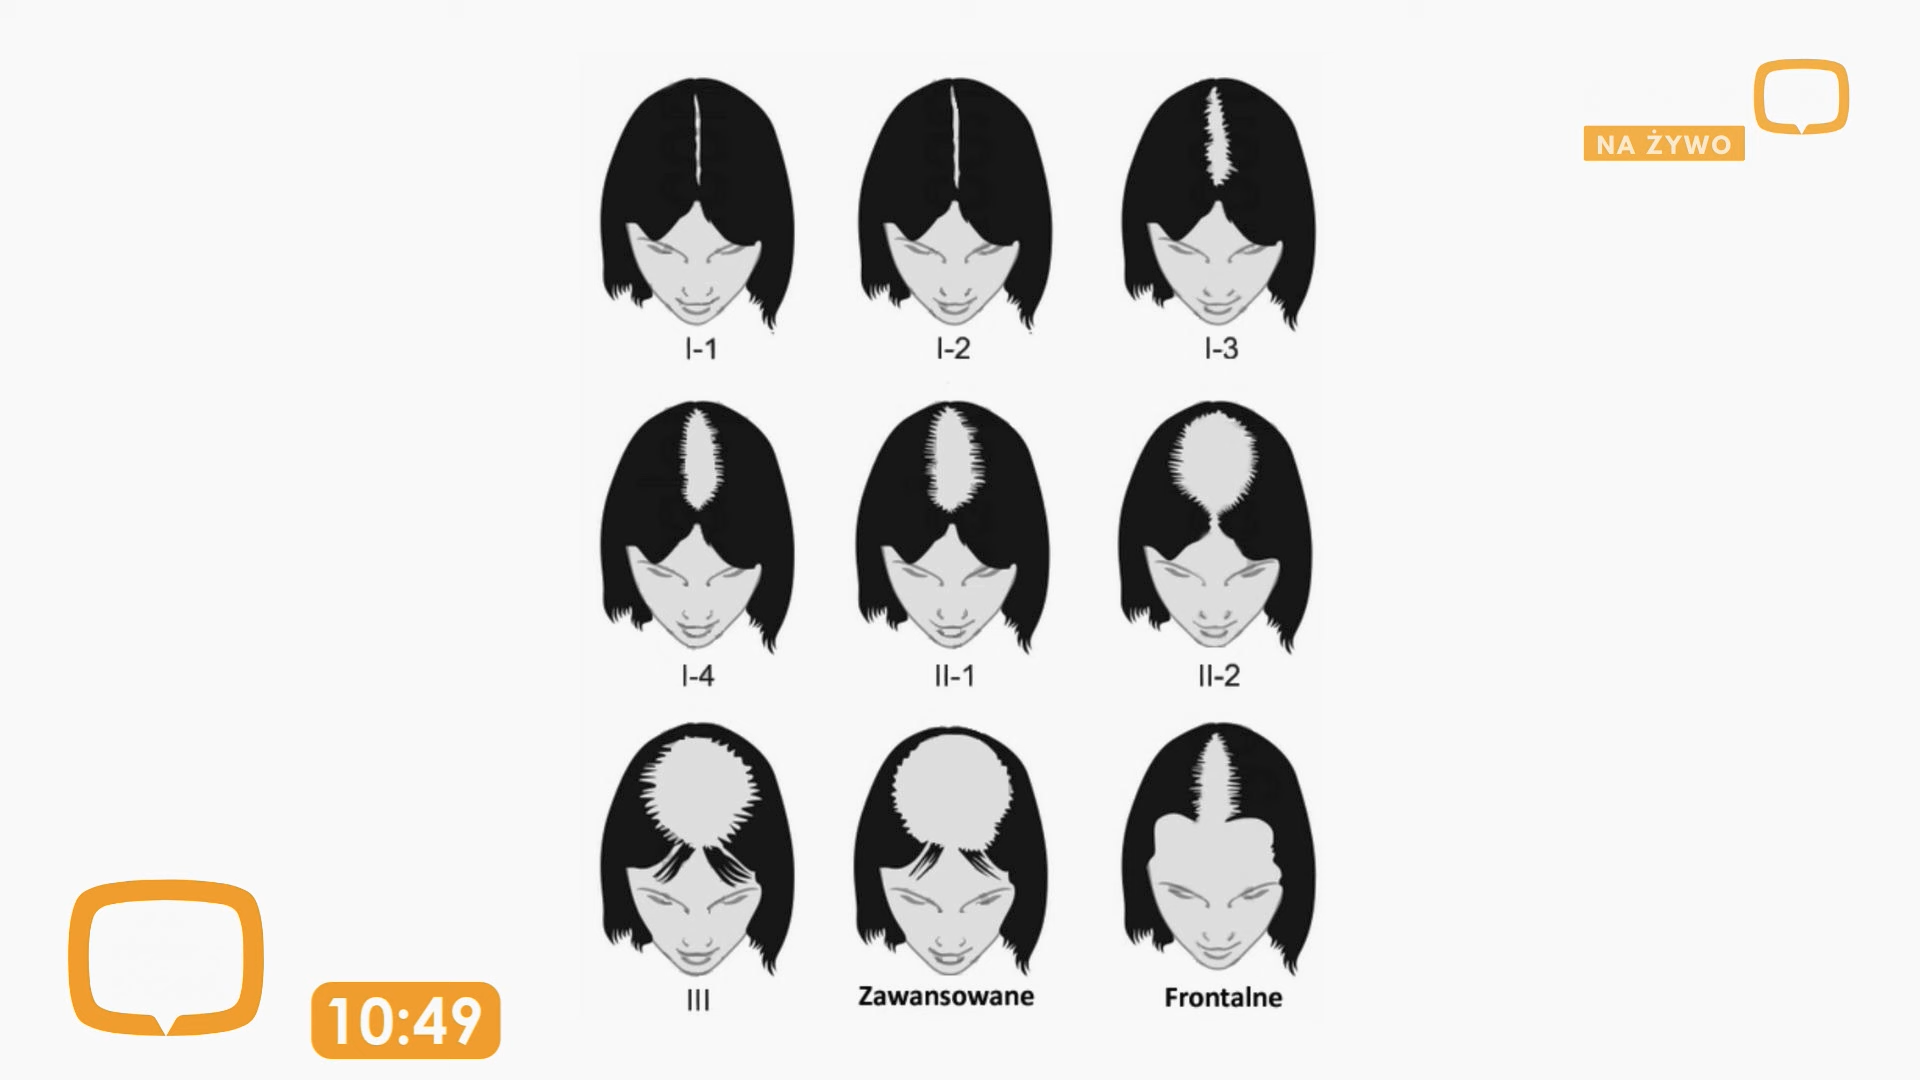 NA ŻYWO
I-1
I-2
I-3
I-4
II-1
II-2
III
Zawansowane
Frontalne
10:49